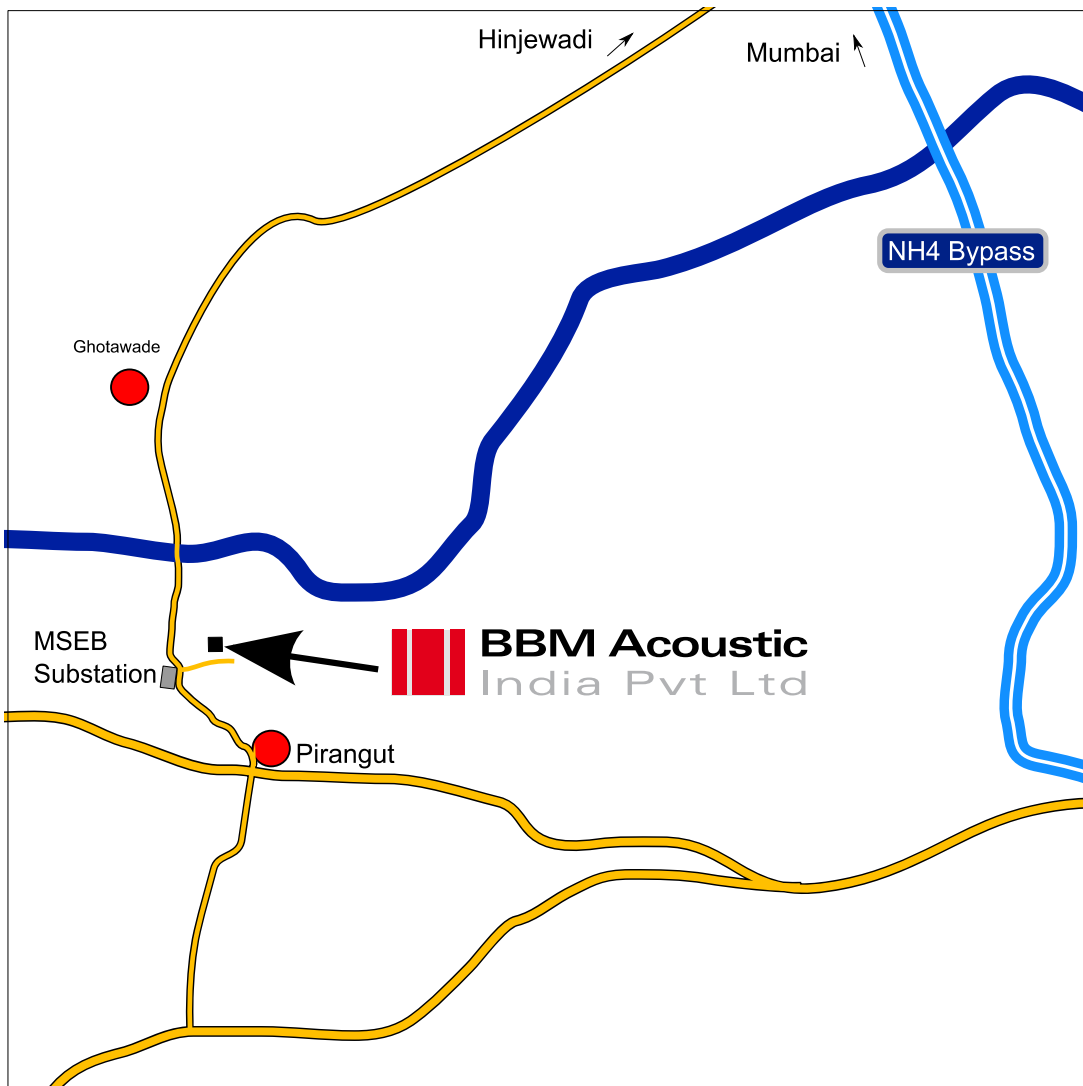 Hinjewadi
Mumbai
NH4 Bypass
Ghotawade
MSEB
Substation
BBM Acoustic
India Pvt Ltd
Pirangut